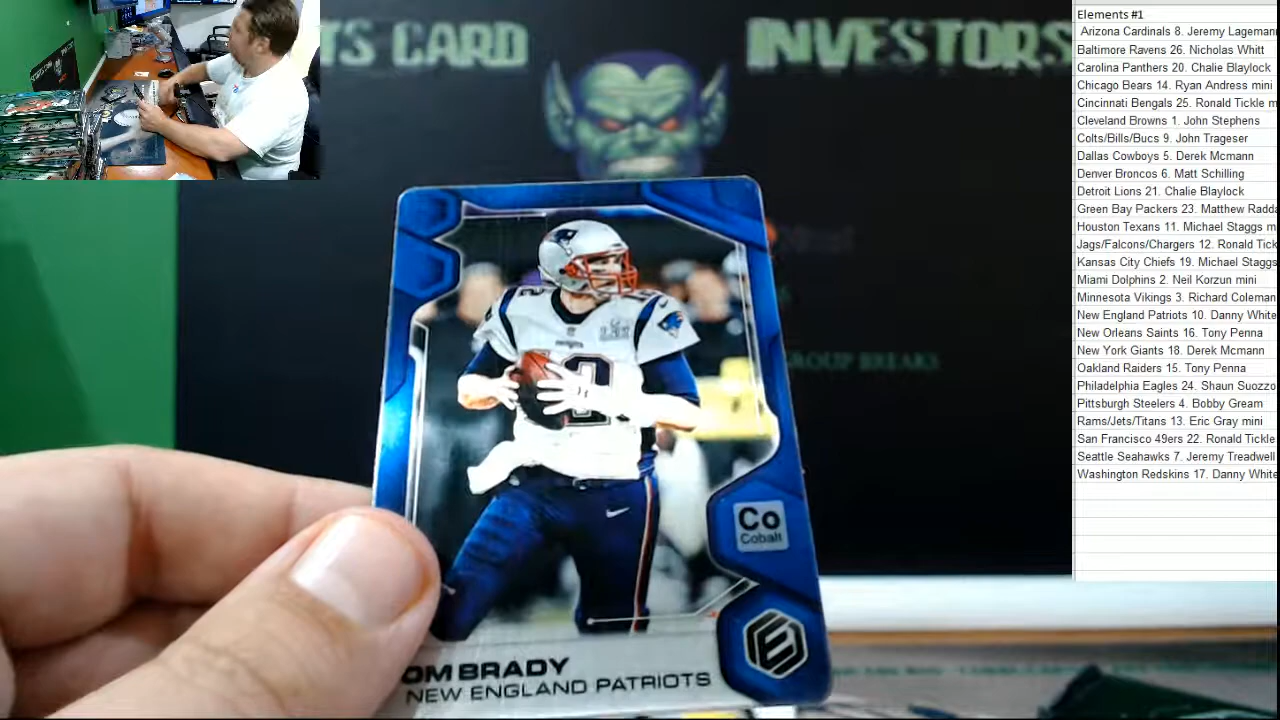 TS CARD
INVESTORS
GROUP BREAKS
12
LIII
Co
Cobalt
E
OM BRADY
NEW ENGLAND PATRIOTS
Elements #1
Arizona Cardinals 8. Jeremy Lageman
Baltimore Ravens 26. Nicholas Whitt
Carolina Panthers 20. Chalie Blaylock
Chicago Bears 14. Ryan Andress mini
Cincinnati Bengals 25. Ronald Tickle m
Cleveland Browns 1. John Stephens
Colts/Bills/Bucs 9. John Trageser
Dallas Cowboys 5. Derek Mcmann
Denver Broncos 6. Matt Schilling
Detroit Lions 21. Chalie Blaylock
Green Bay Packers 23. Matthew Radda
Houston Texans 11. Michael Staggs m
Jags/Falcons/Chargers 12. Ronald Tick
Kansas City Chiefs 19. Michael Staggs
Miami Dolphins 2. Neil Korzun mini
Minnesota Vikings 3. Richard Coleman
New England Patriots 10. Danny White
New Orleans Saints 16. Tony Penna
New York Giants 18. Derek Mcmann
Oakland Raiders 15. Tony Penna
Philadelphia Eagles 24. Shaun Suozzo
Pittsburgh Steelers 4. Bobby Gream
Rams/Jets/Titans 13. Eric Gray mini
San Francisco 49ers 22. Ronald Tickle
Seattle Seahawks 7. Jeremy Treadwell
Washington Redskins 17. Danny White